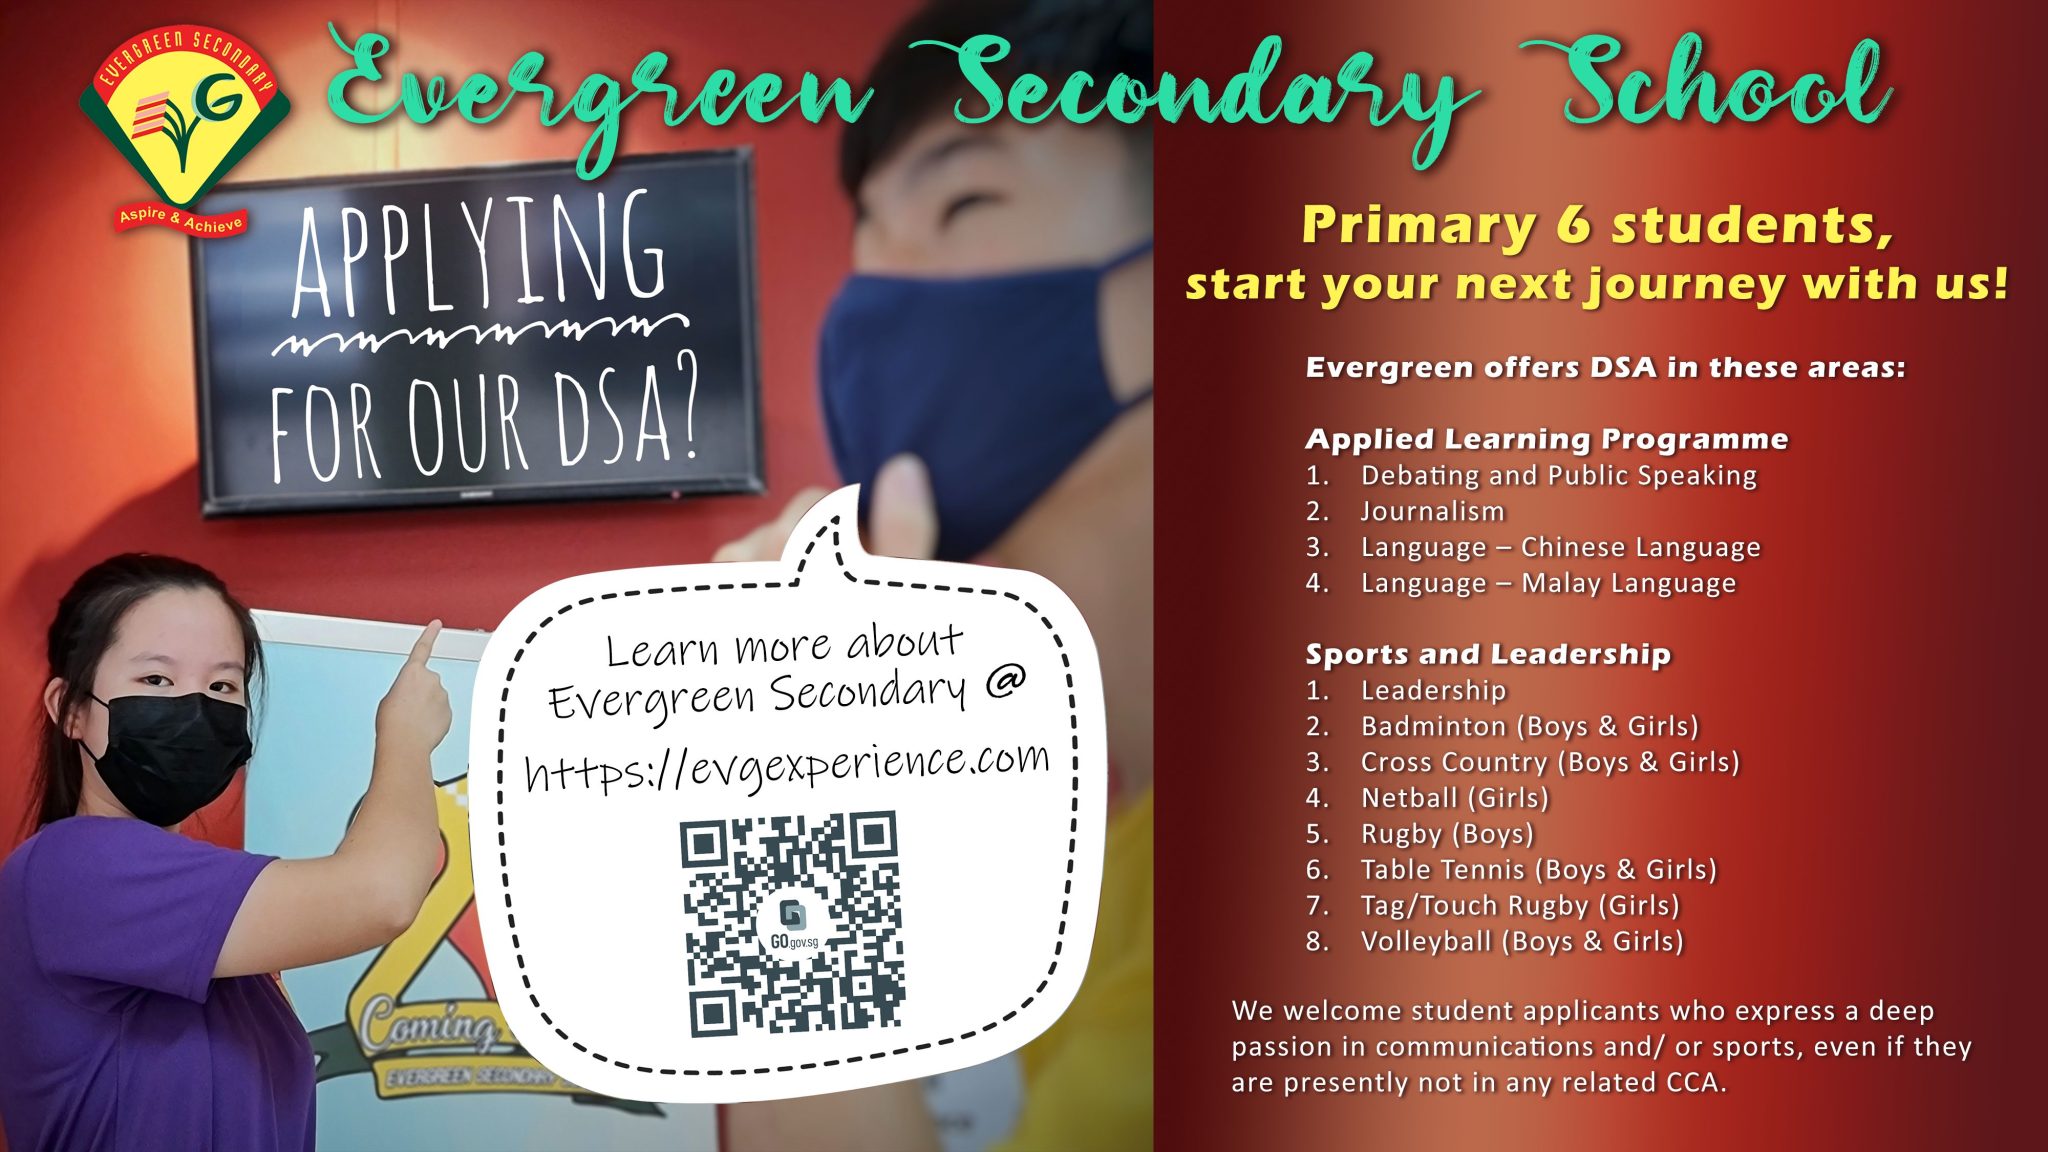 EVERGREEN SECONDARY
Aspire & Achieve
Evergreen Secondary School
APPLYING
FOR OUR DSA?
Learn more about
Evergreen Secondary @
https://evgexperience.com
GO.gov.sg
Coming
EVERGREEN SECONDARY
Primary 6 students,
start your next journey with us!
Evergreen offers DSA in these areas:
Applied Learning Programme
1. Debating and Public Speaking
2. Journalism
3. Language – Chinese Language
4. Language – Malay Language
Sports and Leadership
1. Leadership
2. Badminton (Boys & Girls)
3. Cross Country (Boys & Girls)
4. Netball (Girls)
5. Rugby (Boys)
6. Table Tennis (Boys & Girls)
7. Tag/Touch Rugby (Girls)
8. Volleyball (Boys & Girls)
We welcome student applicants who express a deep
passion in communications and/ or sports, even if they
are presently not in any related CCA.